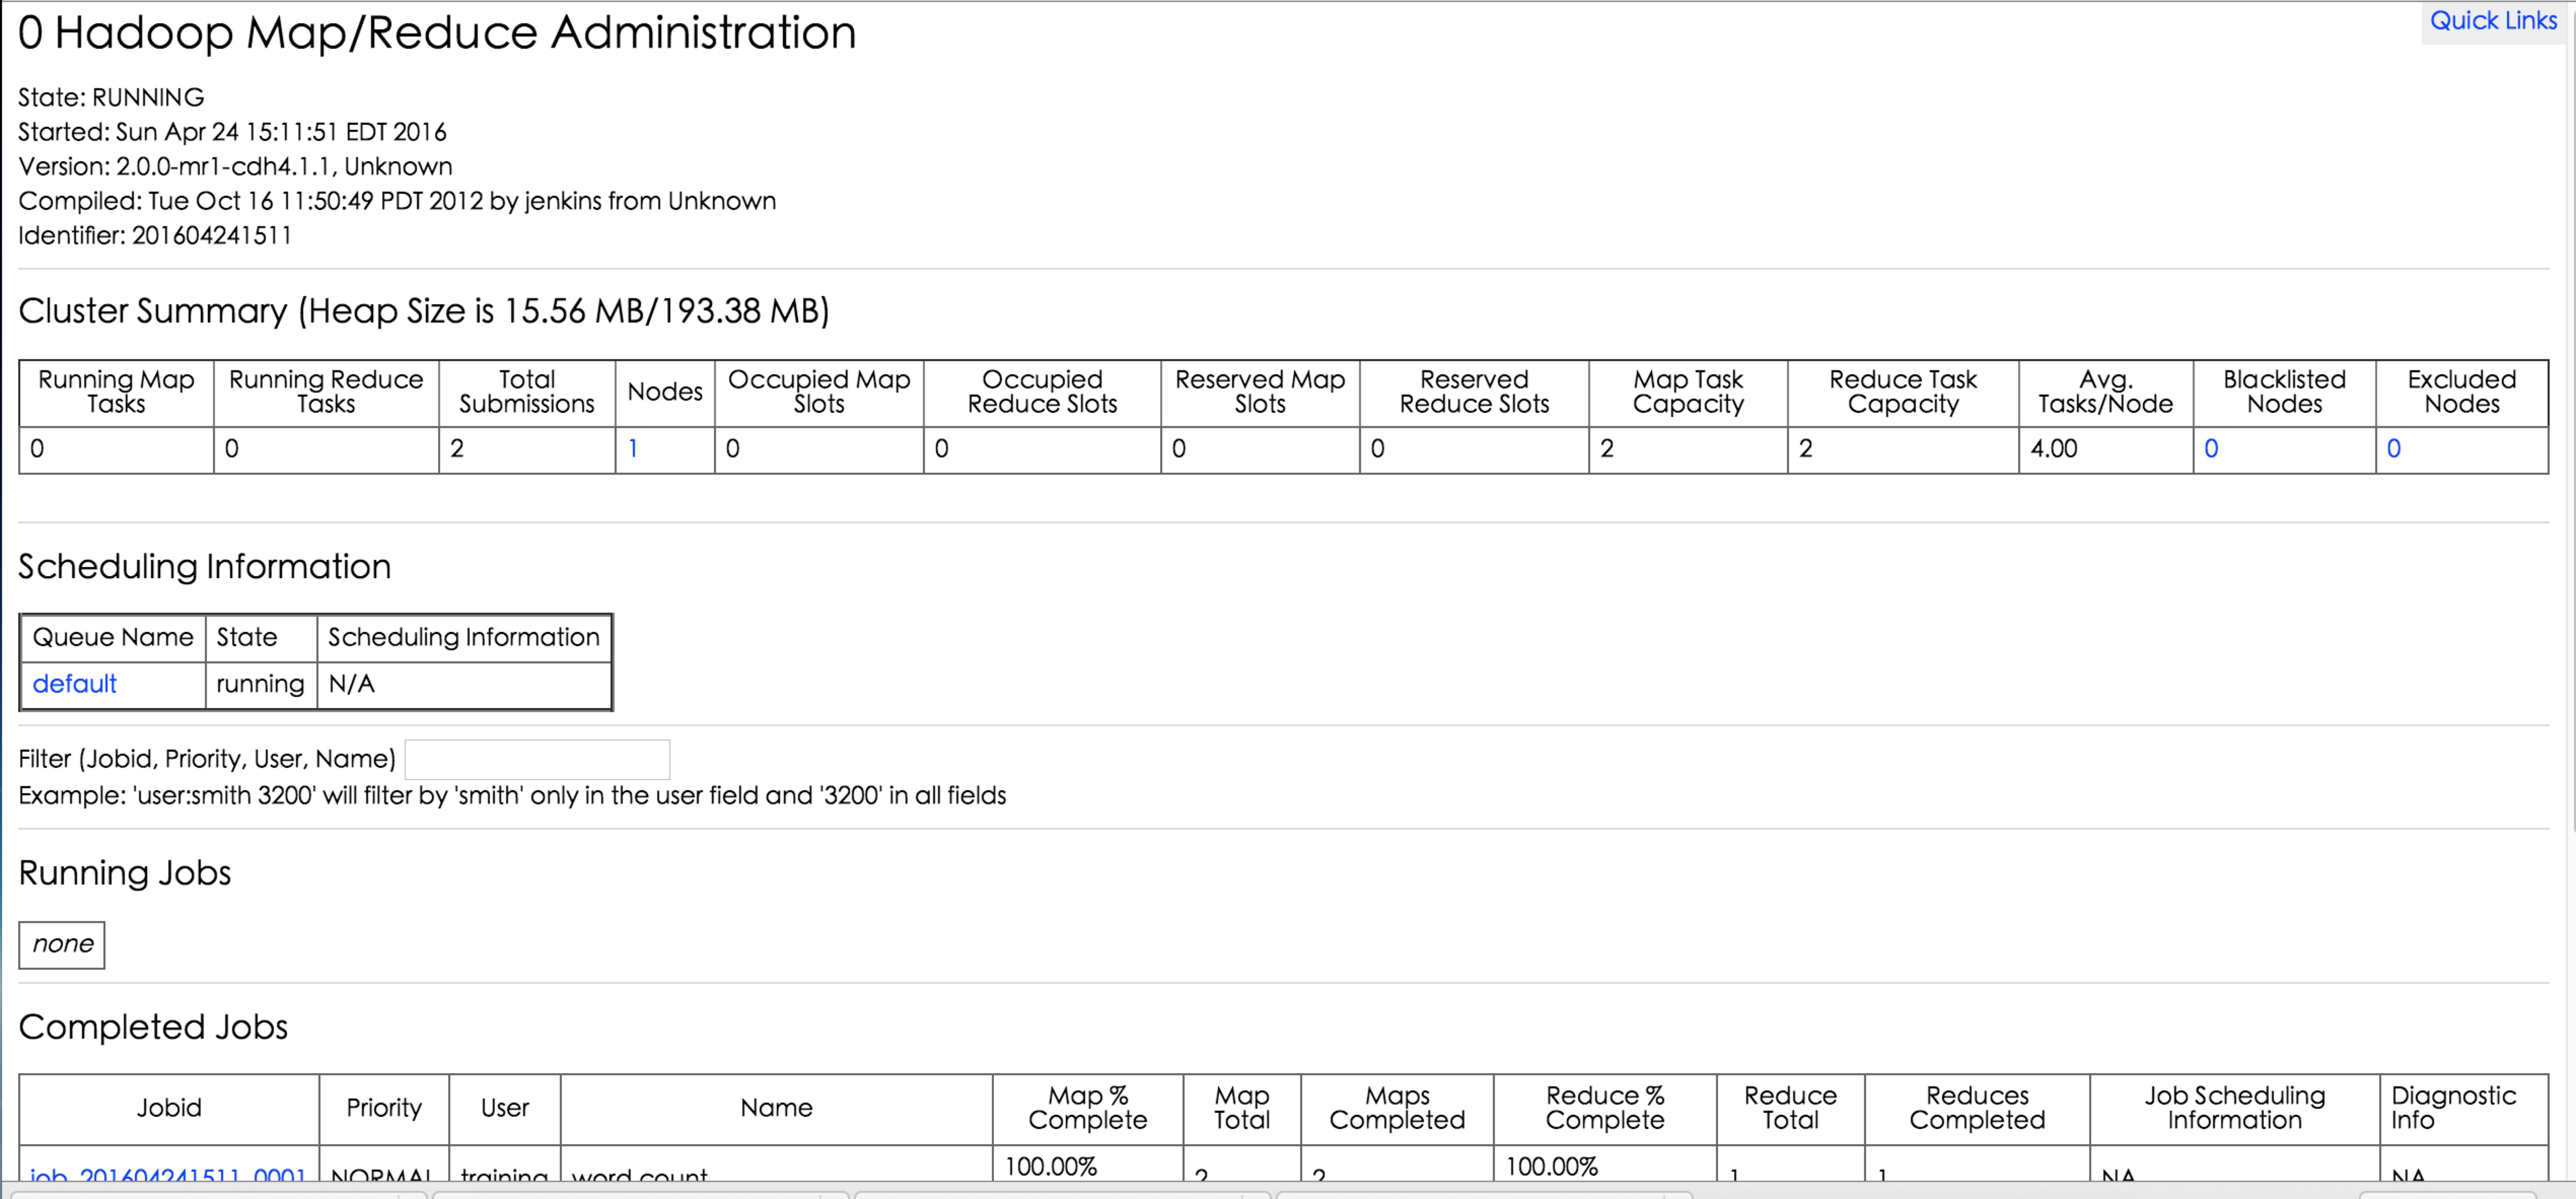 0 Hadoop Map/Reduce Administration
Quick Links
State: RUNNING
Started: Sun Apr 24 15:11:51 EDT 2016
Version: 2.0.0-mr1-cdh4.1.1, Unknown
Compiled: Tue Oct 16 11:50:49 PDT 2012 by jenkins from Unknown
Identifier: 201604241511
Cluster Summary (Heap Size is 15.56 MB/193.38 MB)
Running Map Tasks Running Reduce Tasks Total Submissions Nodes Occupied Map Slots Occupied Reduce Slots Reserved Map Slots Reserved Reduce Slots Map Task Capacity Reduce Task Capacity Avg. Tasks/Node Blacklisted Nodes Excluded Nodes
0 0 2 1 0 0 0 0 2 2 4.00 0 0
Scheduling Information
Queue Name State Scheduling Information
default running N/A
Filter (Jobid, Priority, User, Name)
Example: 'user:smith 3200' will filter by 'smith' only in the user field and '3200' in all fields
Running Jobs
none
Completed Jobs
Jobid Priority User Name Map % Complete Map Total Maps Completed Reduce % Complete Reduce Total Reduces Completed Job Scheduling Information Diagnostic Info
job_201604241511_0001 NORMAL training word count 100.00% 2 2 100.00% 1 1 NA NA